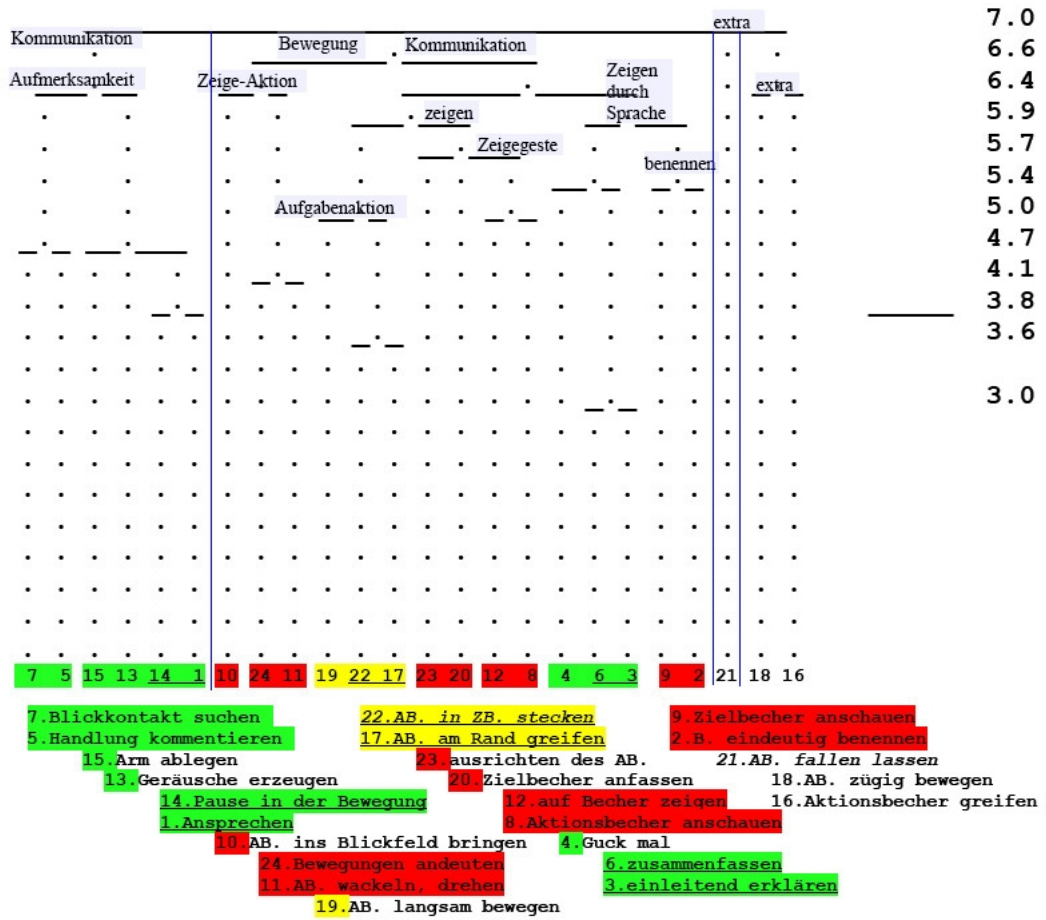 extra 7.0
Kommunikation Bewegung Kommunikation 6.6
Aufmerksamkeit Zeige-Aktion Zeigen durch Sprache extra 6.4
zeigen 5.9
Zeigegeste 5.7
benennen 5.4
Aufgabenaktion 5.0
4.7
4.1
3.8
3.6
3.0
7 5 15 13 14 1 10 24 11 19 22 17 23 20 12 8 4 6 3 9 2 21 18 16
7.Blickkontakt suchen
5.Handlung kommentieren
15.Arm ablegen
13.Geräusche erzeugen
14.Pause in der Bewegung
1.Ansprechen
10.AB. ins Blickfeld bringen
24.Bewegungen andeuten
11.AB. wackeln, drehen
19.AB. langsam bewegen
22.AB. in ZB. stecken
17.AB. am Rand greifen
23.ausrichten des AB.
20.Zielbecher anfassen
12.auf Becher zeigen
8.Aktionsbecher anschauen
4.Guck mal
6.zusammenfassen
3.einleitend erklären
9.Zielbecher anschauen
2.B. eindeutig benennen
21.AB. fallen lassen
18.AB. zügig bewegen
16.Aktionsbecher greifen